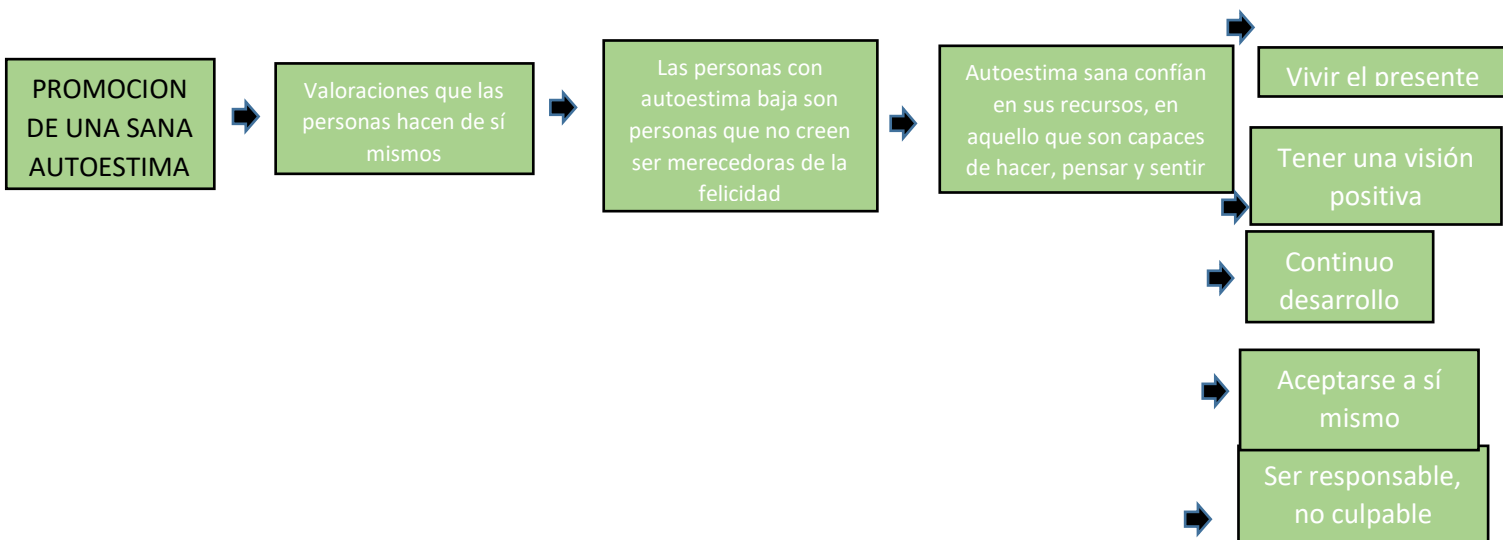 PROMOCION
DE UNA SANA
AUTOESTIMA
Valoraciones que las
personas hacen de sí
mismos
Las personas con
autoestima baja son
personas que no creen
ser merecedoras de la
felicidad
Autoestima sana confían
en sus recursos, en
aquello que son capaces
de hacer, pensar y sentir
Vivir el presente
Tener una visión
positiva
Continuo
desarrollo
Aceptarse a sí
mismo
Ser responsable,
no culpable